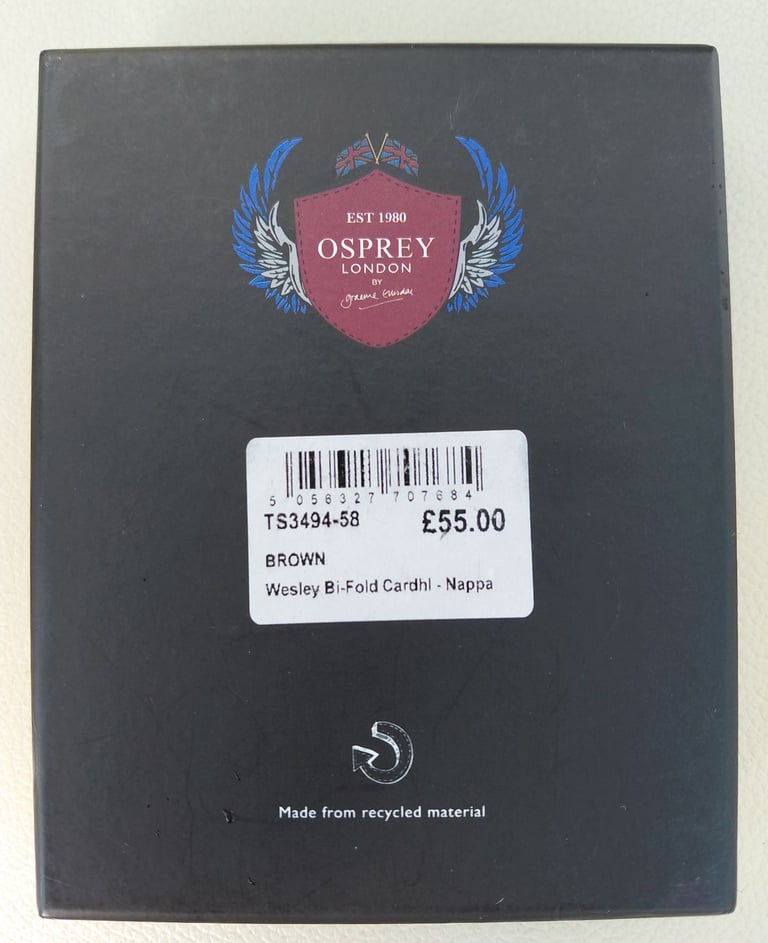 EST 1980
OSPREY
LONDON
BY
5 056327 707684
TS3494-58 £55.00
BROWN
Wesley Bi-Fold Cardhl - Nappa
Made from recycled material